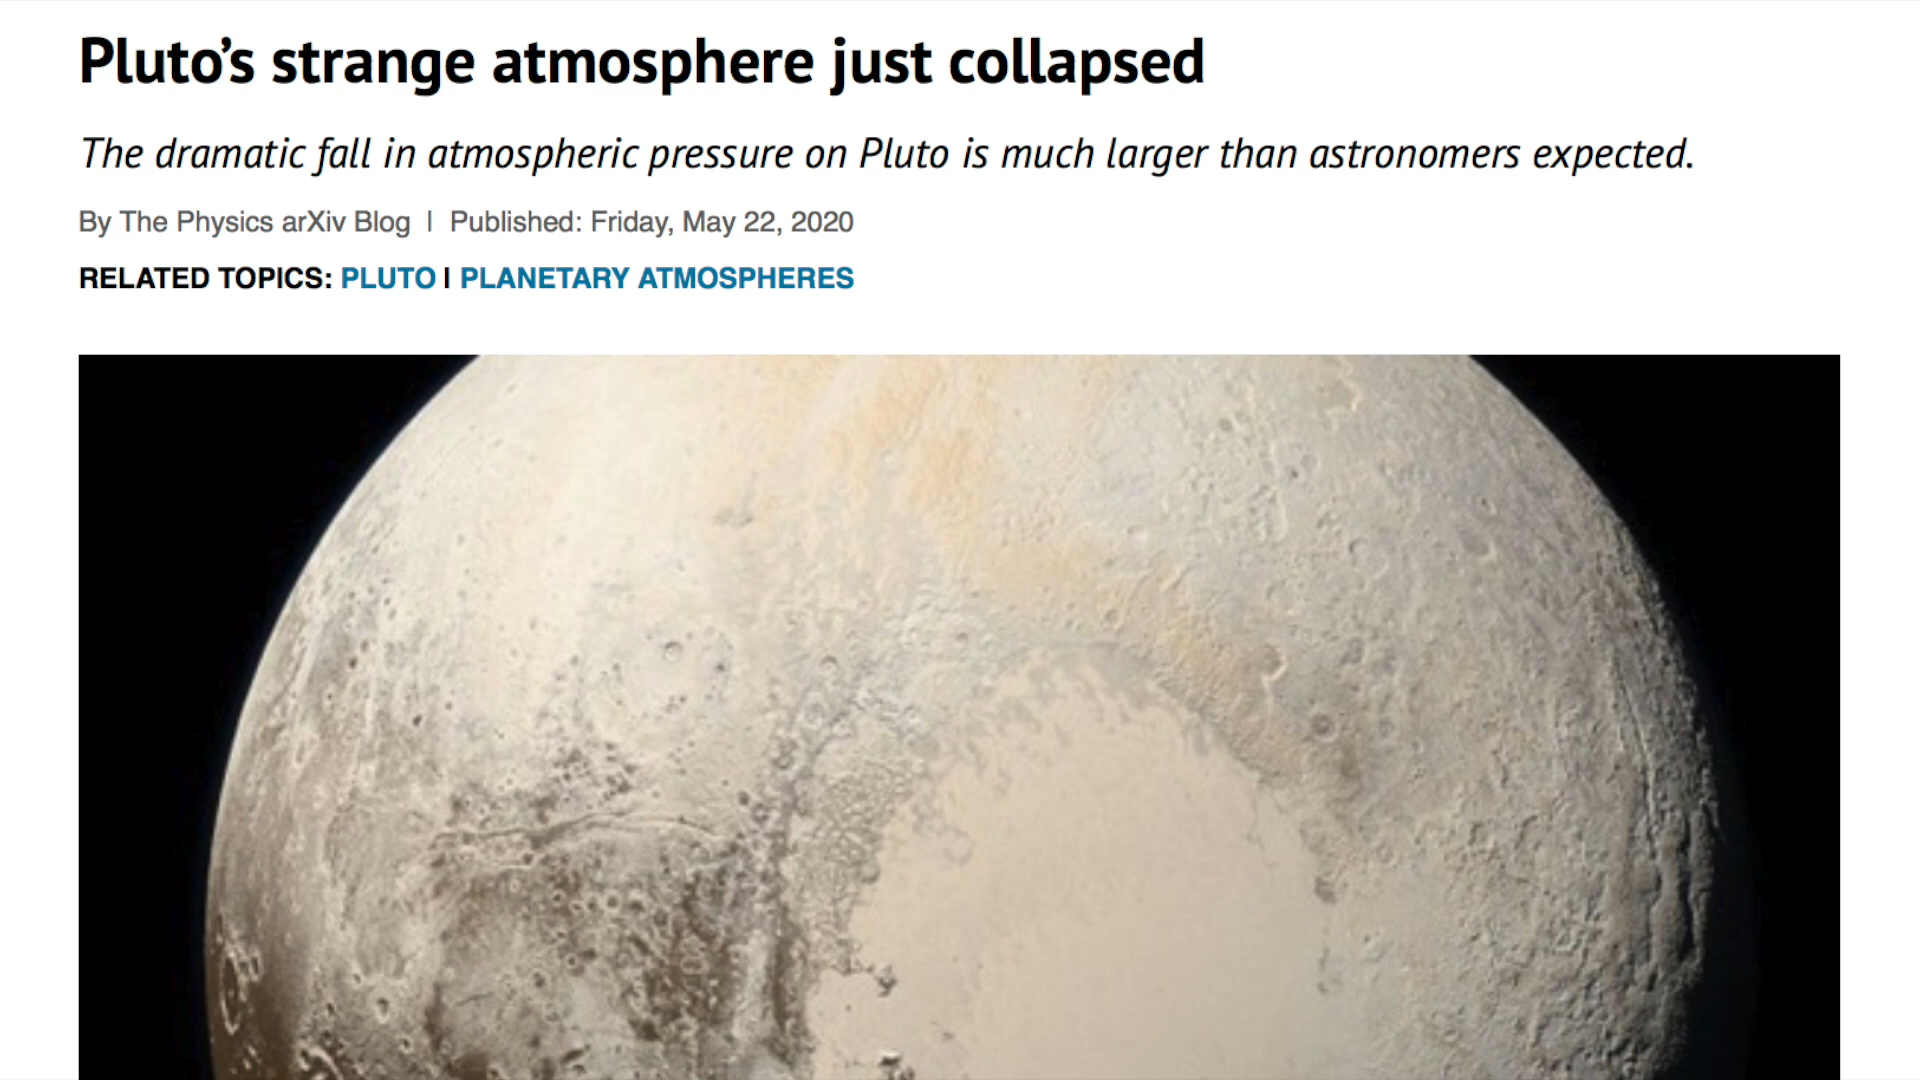 Pluto’s strange atmosphere just collapsed
The dramatic fall in atmospheric pressure on Pluto is much larger than astronomers expected.
By The Physics arXiv Blog | Published: Friday, May 22, 2020
RELATED TOPICS: PLUTO | PLANETARY ATMOSPHERES